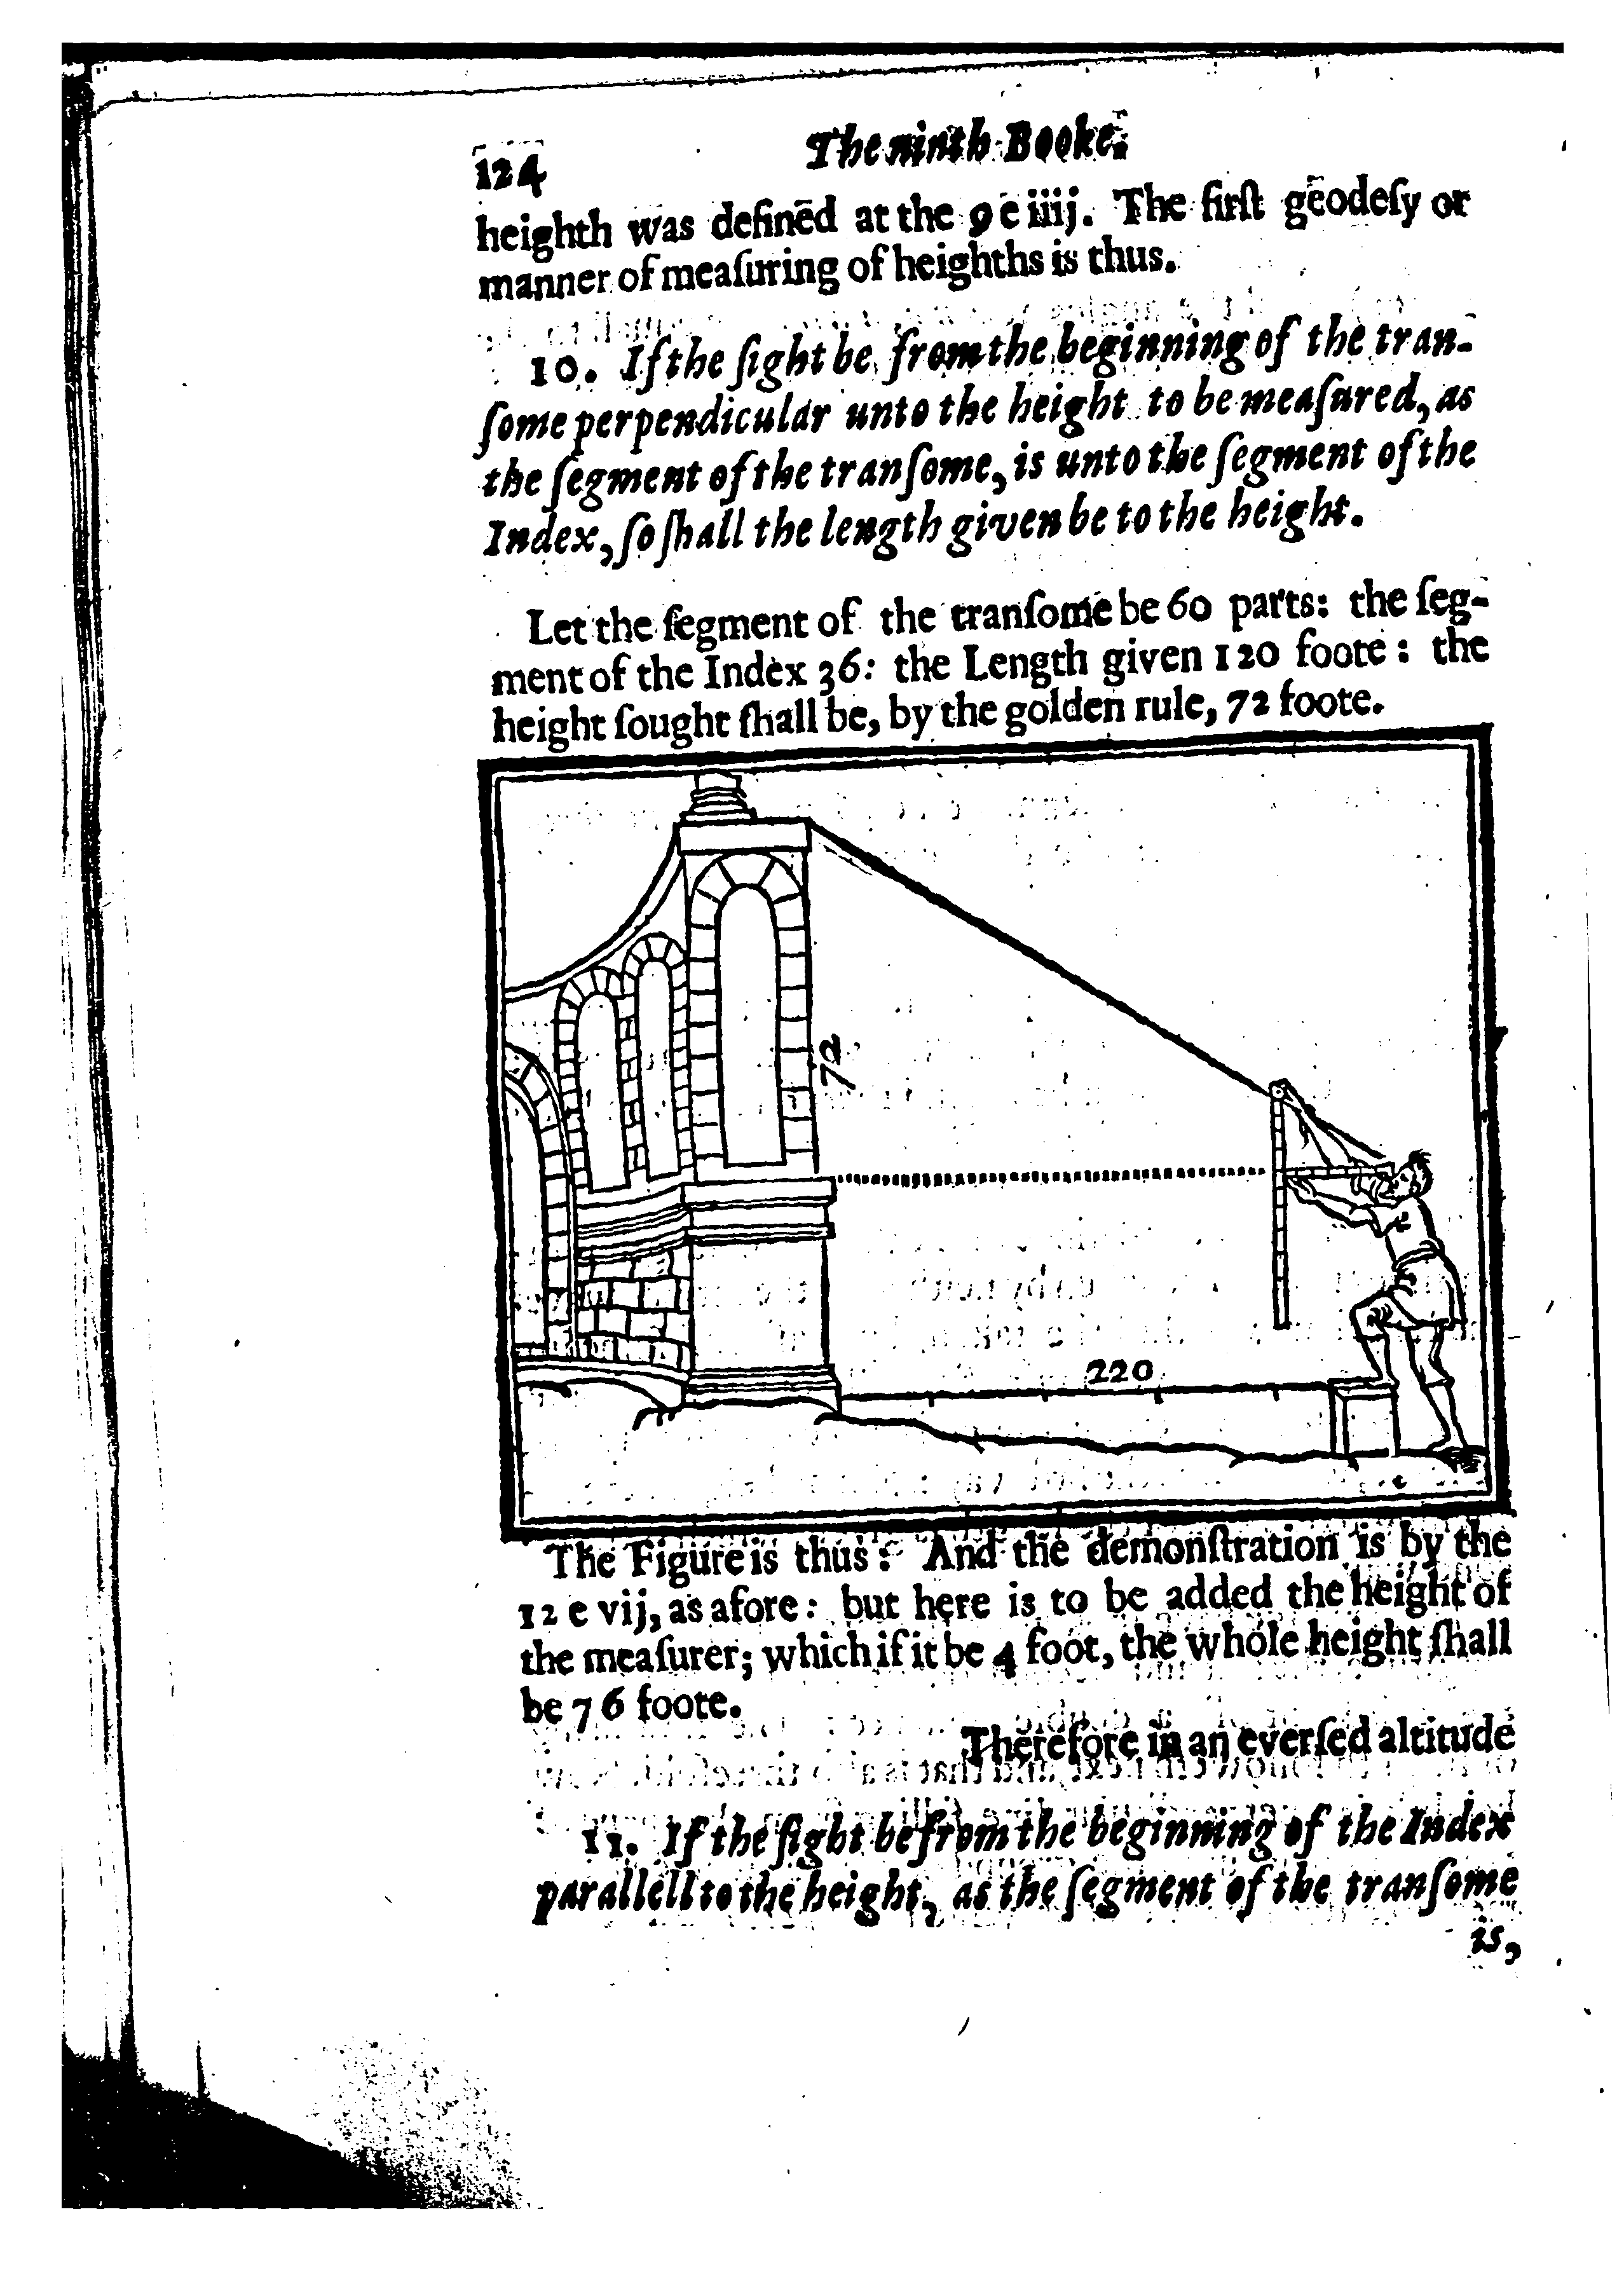 124 The ninth Booke.
heighth was defined at the 9 e iiij. The firſt geodeſy or
manner of meaſuring of heighths is thus.
10. If the ſight be from the beginning of the tran-
ſome perpendicular unto the height to be meaſured, as
the ſegment of the tranſome, is unto the ſegment of the
Index, ſo ſhall the length given be to the height.
Let the ſegment of the tranſome be 60 parts: the ſeg-
ment of the Index 36: the Length given 120 foote: the
height ſought ſhall be, by the golden rule, 72 foote.
72
220
The Figure is thus: And the demonſtration is by the
12 e vij, as afore: but here is to be added the height of
the meaſurer; which if it be 4 foot, the whole height ſhall
be 76 foote.
Therefore in an everſed altitude
11. If the ſight be from the beginning of the Index
parallell to the height, as the ſegment of the tranſome
is,